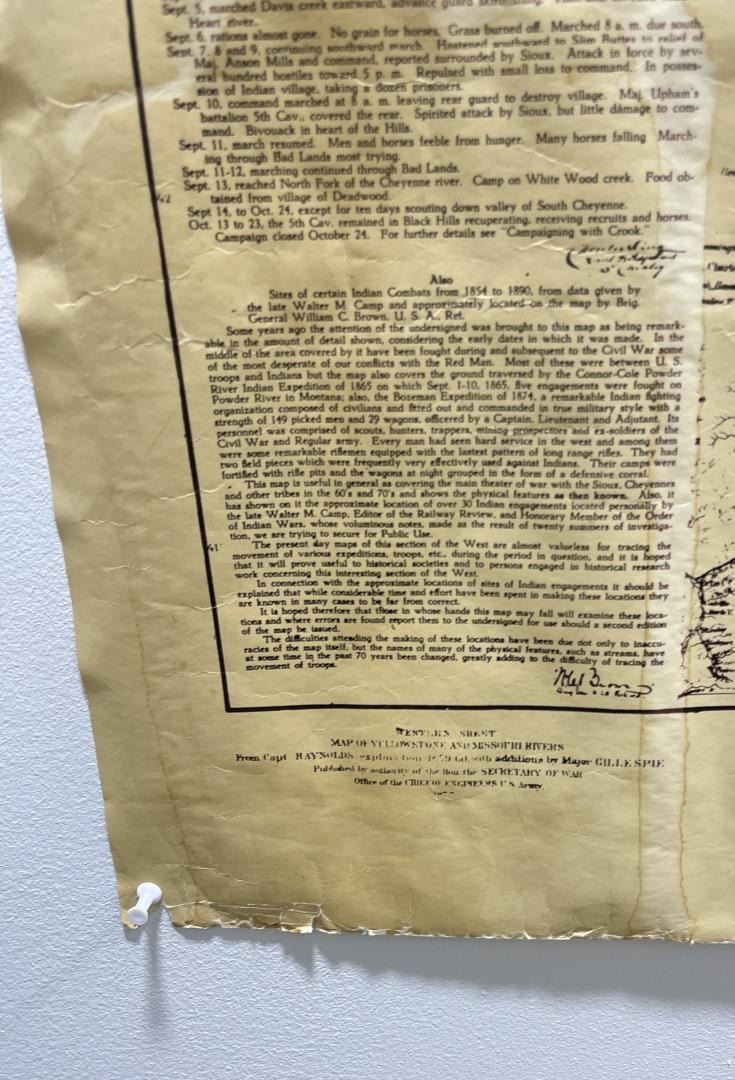 Sept. 5, marched Davis creek eastward, advance guard skirmishing.
Heart river.
Sept. 6, rations almost gone. No grain for horses. Grass burned off. Marched 8 a. m. due south.
Sept. 7, 8 and 9, continuing southward march. Hastened southward to Slim Buttes to relief of
Maj. Anson Mills and command, reported surrounded by Sioux. Attack in force by sev-
eral hundred hostiles toward 5 p. m. Repulsed with small loss to command. In posses-
sion of Indian village, taking a dozen prisoners.
Sept. 10, command marched at 8 a. m. leaving rear guard to destroy village. Maj. Upham's
battalion 5th Cav., covered the rear. Spirited attack by Sioux, but little damage to com-
mand. Bivouack in heart of the Hills.
Sept. 11, march resumed. Men and horses feeble from hunger. Many horses falling March-
ing through Bad Lands most trying.
Sept. 11-12, marching continued through Bad Lands.
Sept. 13, reached North Fork of the Cheyenne river. Camp on White Wood creek. Food ob-
tained from village of Deadwood.
Sept 14, to Oct. 24, except for ten days scouting down valley of South Cheyenne.
Oct. 13 to 23, the 5th Cav. remained in Black Hills recuperating, receiving recruits and horses.
Campaign closed October 24. For further details see "Campaigning with Crook."
Charles King
Also
Sites of certain Indian Combats from 1854 to 1890, from data given by
the late Walter M. Camp and approximately located on the map by Brig.
General William C. Brown, U. S. A., Ret.
Some years ago the attention of the undersigned was brought to this map as being remark-
able in the amount of detail shown, considering the early dates in which it was made. In the
middle of the area covered by it have been fought during and subsequent to the Civil War some
of the most desperate of our conflicts with the Red Man. Most of these were between U. S.
troops and Indians but the map also covers the ground traversed by the Connor-Cole Powder
River Indian Expedition of 1865 on which Sept. 1-10, 1865, five engagements were fought on
Powder River in Montana; also, the Bozeman Expedition of 1874, a remarkable Indian fighting
organization composed of civilians and fitted out and commanded in true military style with a
strength of 149 picked men and 29 wagons, officered by a Captain, Lieutenant and Adjutant. Its
personnel was comprised of scouts, hunters, trappers, mining prospectors and ex-soldiers of the
Civil War and Regular army. Every man had seen hard service in the west and among them
were some remarkable riflemen equipped with the lastest pattern of long range rifles. They had
two field pieces which were frequently very effectively used against Indians. Their camps were
fortified with rifle pits and the wagons at night grouped in the form of a defensive corral.
This map is useful in general as covering the main theater of war with the Sioux, Cheyennes
and other tribes in the 60's and 70's and shows the physical features as then known. Also, it
has shown on it the approximate location of over 30 Indian engagements located personally by
the late Walter M. Camp, Editor of the Railway Review, and Honorary Member of the Order
of Indian Wars, whose voluminous notes, made as the result of twenty summers of investiga-
tion, we are trying to secure for Public Use.
The present day maps of this section of the West are almost valueless for tracing the
movement of various expeditions, troops, etc., during the period in question, and it is hoped
that it will prove useful to historical societies and to persons engaged in historical research
work concerning this interesting section of the West.
In connection with the approximate locations of sites of Indian engagements it should be
explained that while considerable time and effort have been spent in making these locations they
are known in many cases to be far from correct.
It is hoped therefore that those in whose hands this map may fall will examine these loca-
tions and where errors are found report them to the undersigned for use should a second edition
of the map be issued.
The difficulties attending the making of these locations have been due not only to inaccu-
racies of the map itself, but the names of many of the physical features, such as streams, have
at some time in the past 70 years been changed, greatly adding to the difficulty of tracing the
movement of troops.
WESTERN SHEET
MAP OF YELLOWSTONE AND MISSOURI RIVERS
From Capt RAYNOLDS exploration 1859-60, with additions by Major GILLESPIE
Published by authority of the Hon. the SECRETARY OF WAR
Office of the CHIEF OF ENGINEERS U S Army.